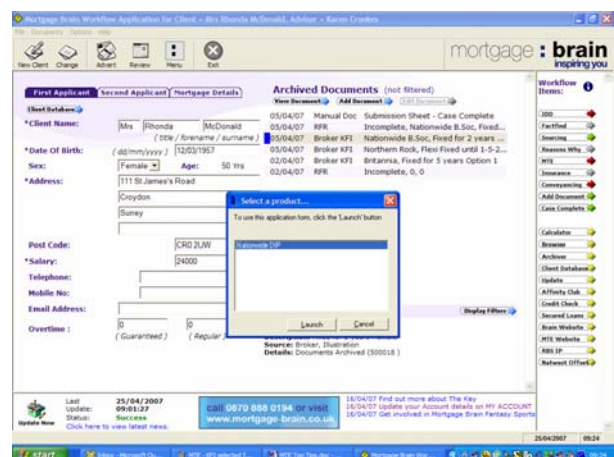 Mortgage Brain Workflow Application for Client - Mrs Rhonda McDonald, Advisor - Karen Crookes
File Documents Options Help
New Client Change Advert Review Menu Exit
mortgage : brain
inspiring you
First Applicant Second Applicant Mortgage Details
Client Database
*Client Name: Mrs Rhonda McDonald
( title / forename / surname )
*Date Of Birth: ( dd/mm/yyyy ) 12/03/1957
Sex: Female Age: 50 Yrs
*Address: 111 St James's Road
Croydon
Surrey
Post Code: CR0 2UW
*Salary: 24000
Telephone:
Mobile No:
Email Address:
Overtime : 0 0
( Guaranteed ) ( Regular )
Archived Documents (not filtered)
View Document Add Document Edit Document
05/04/07 Manual Doc Submission Sheet - Case Complete
05/04/07 RFR Incomplete, Nationwide B.Soc, Fixed...
05/04/07 Broker KFI Nationwide B.Soc, Fixed for 2 years ...
05/04/07 Broker KFI Northern Rock, Flexi Fixed until 1-5-2...
02/04/07 Broker KFI Britannia, Fixed for 5 years Option 1
02/04/07 RFR Incomplete, 0, 0
Select a product...
To use this application form, click the 'Launch' button
Nationwide DIP
Launch Cancel
Display Filters
Source: Broker, Illustration
Details: Documents Archived (500018 )
Workflow Items:
IDD
Factfind
Sourcing
Reasons Why
MTE
Insurance
Conveyancing
Add Document
Case Complete
Calculator
Browser
Archiver
Client Database
Update
Affinity Club
Credit Check
Secured Loans
Brain Website
MTE Website
RBS IP
Natwest Offset
Update Now
Last Update: 25/04/2007 09:01:27
Status: Success
Click here to view latest news.
call 0870 888 0194 or visit
www.mortgage-brain.co.uk
16/04/07 Find out more about The Key
16/04/07 Update your Account details on MY ACCOUNT
16/04/07 Get involved in Mortgage Brain Fantasy Sports
25/04/2007 09:24
start